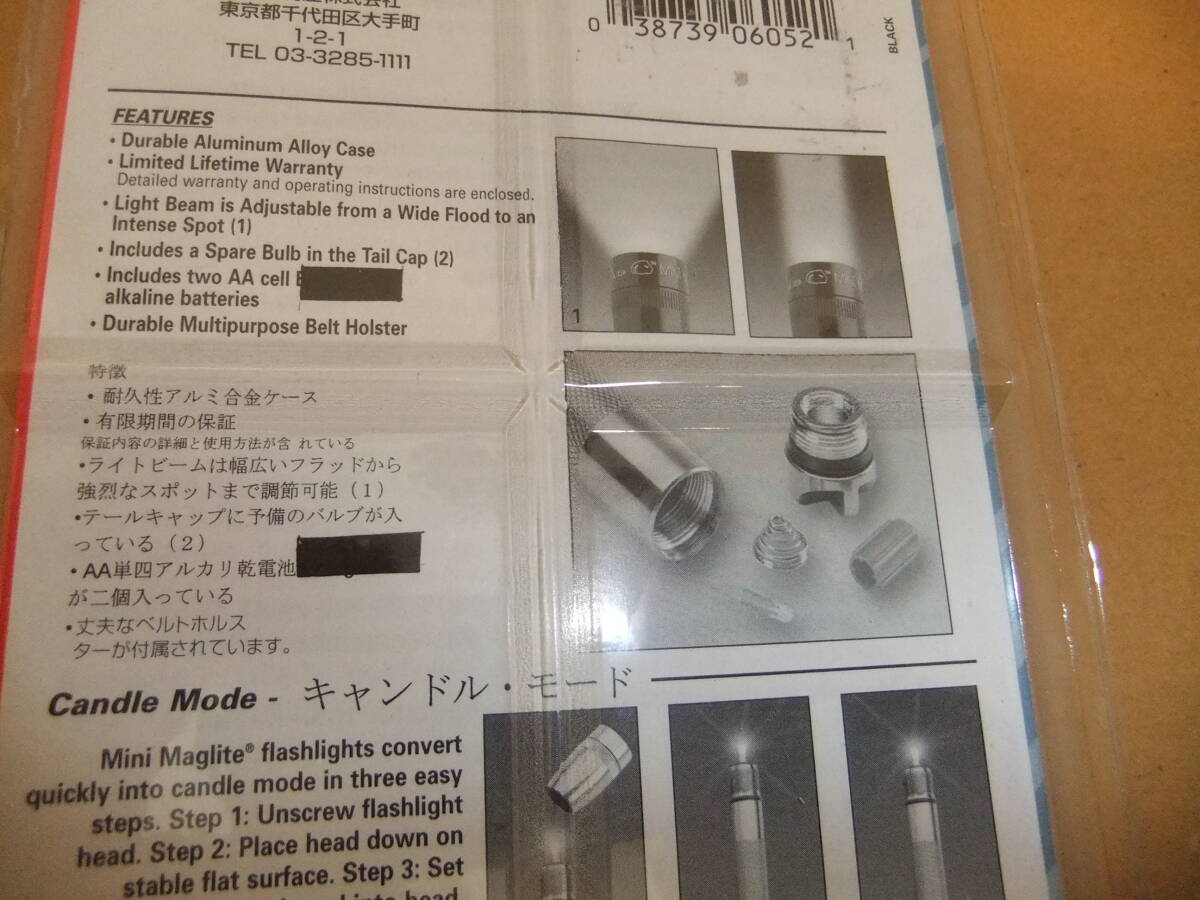 株式会社
東京都千代田区大手町
1-2-1
TEL 03-3285-1111
0 38739 06052 1
BLACK
FEATURES
• Durable Aluminum Alloy Case
• Limited Lifetime Warranty
Detailed warranty and operating instructions are enclosed.
• Light Beam is Adjustable from a Wide Flood to an
Intense Spot (1)
• Includes a Spare Bulb in the Tail Cap (2)
• Includes two AA cell
alkaline batteries
• Durable Multipurpose Belt Holster
1
特徴
・耐久性アルミ合金ケース
・有限期間の保証
保証内容の詳細と使用方法が含 れている
・ライトビームは幅広いフラッドから
強烈なスポットまで調節可能（1）
・テールキャップに予備のバルブが入
っている（2）
・AA単四アルカリ乾電池
が二個入っている
・丈夫なベルトホルス
ターが付属されています。
Candle Mode - キャンドル・モード
Mini Maglite® flashlights convert
quickly into candle mode in three easy
steps. Step 1: Unscrew flashlight
head. Step 2: Place head down on
stable flat surface. Step 3: Set
into head.